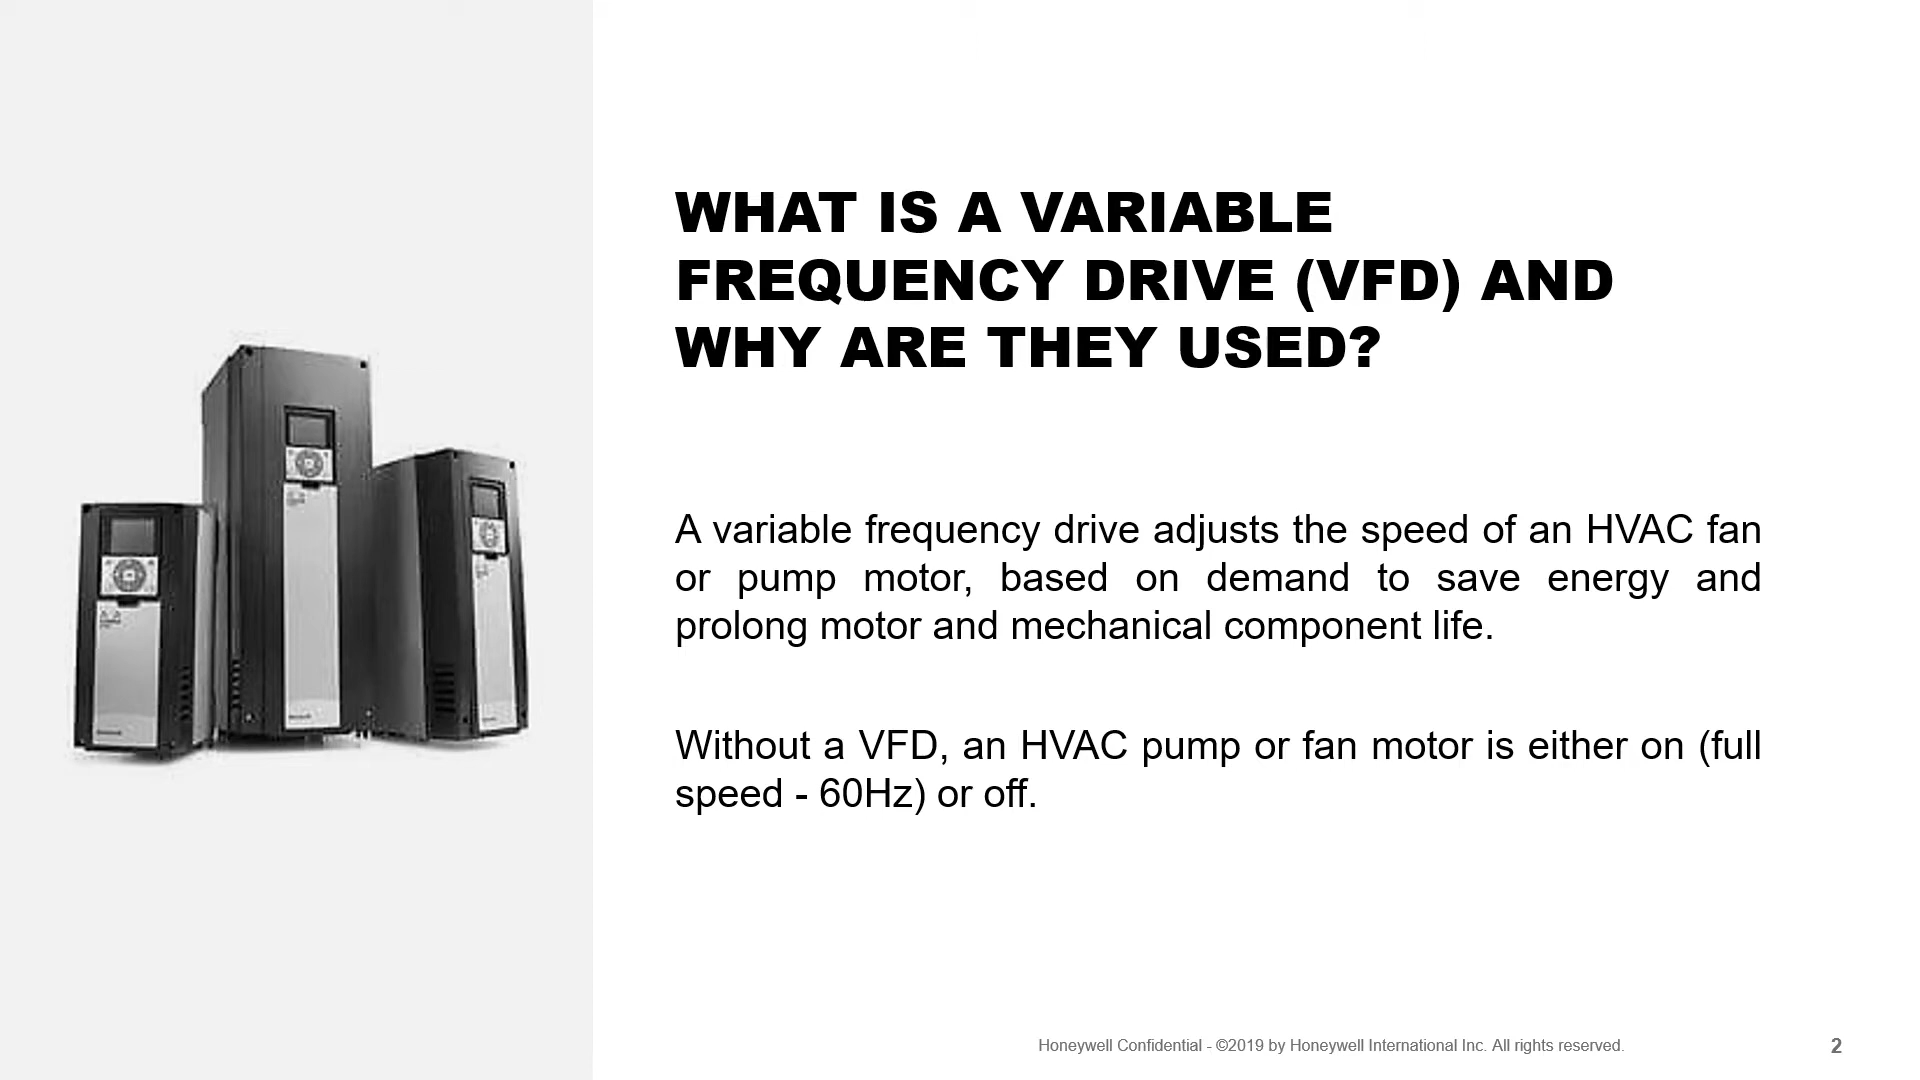 WHAT IS A VARIABLE
FREQUENCY DRIVE (VFD) AND
WHY ARE THEY USED?
A variable frequency drive adjusts the speed of an HVAC fan
or pump motor, based on demand to save energy and
prolong motor and mechanical component life.
Without a VFD, an HVAC pump or fan motor is either on (full
speed - 60Hz) or off.
Honeywell Confidential - ©2019 by Honeywell International Inc. All rights reserved.
2